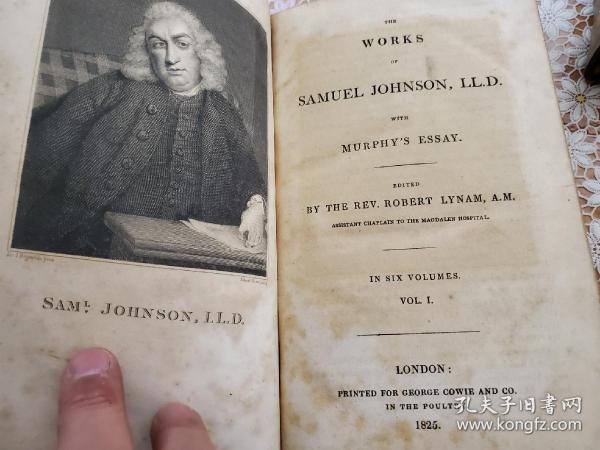 SAML. JOHNSON, LL.D.
THE
WORKS
OF
SAMUEL JOHNSON, LL.D.
WITH
MURPHY'S ESSAY.
EDITED
BY THE REV. ROBERT LYNAM, A.M.
ASSISTANT CHAPLAIN TO THE MAGDALEN HOSPITAL.
IN SIX VOLUMES.
VOL. I.
LONDON:
PRINTED FOR GEORGE COWIE AND CO.
IN THE POULTRY
1825.
孔夫子旧书网
www.kongfz.com